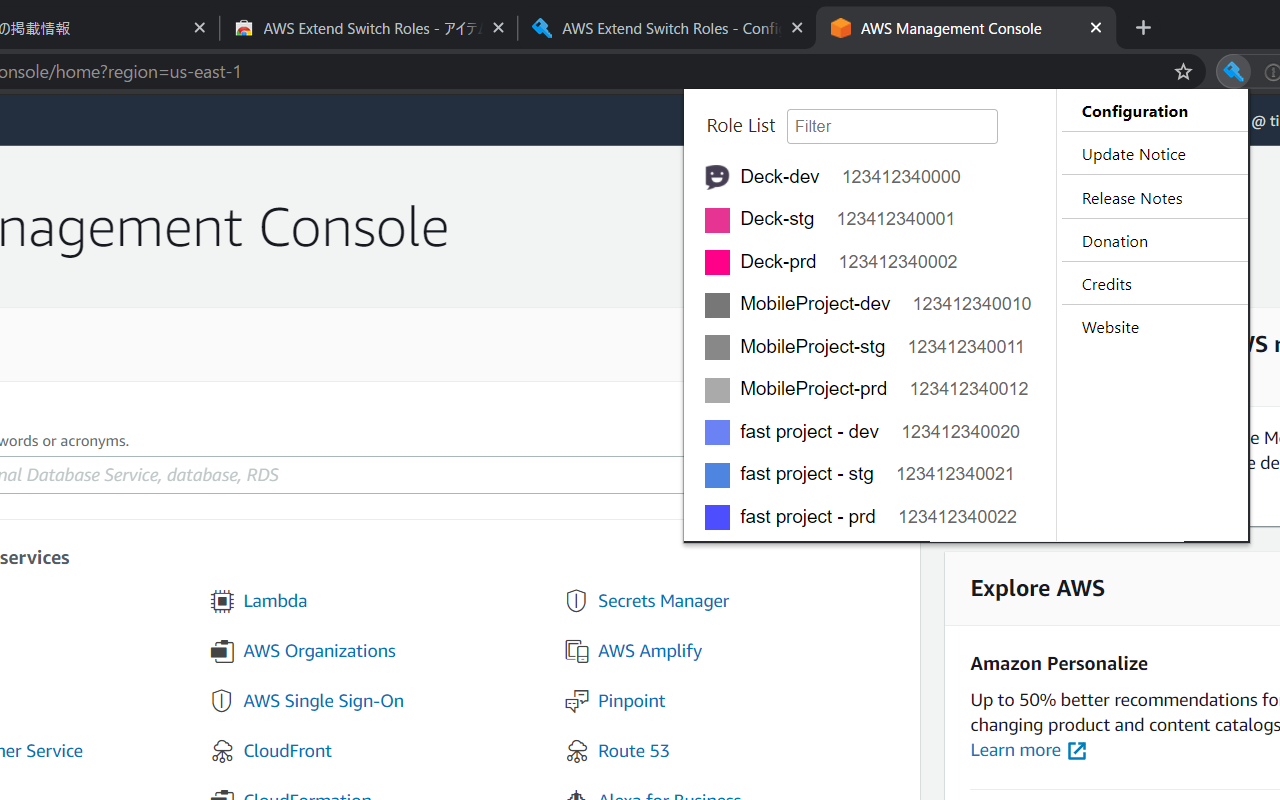 の掲載情報
AWS Extend Switch Roles - アイテム
AWS Extend Switch Roles - Confi
AWS Management Console
onsole/home?region=us-east-1
@ ti
nagement Console
Role List
Filter
Deck-dev 123412340000
Deck-stg 123412340001
Deck-prd 123412340002
MobileProject-dev 123412340010
MobileProject-stg 123412340011
MobileProject-prd 123412340012
fast project - dev 123412340020
fast project - stg 123412340021
fast project - prd 123412340022
Configuration
Update Notice
Release Notes
Donation
Credits
Website
words or acronyms.
nal Database Service, database, RDS
services
Lambda
Secrets Manager
AWS Organizations
AWS Amplify
AWS Single Sign-On
Pinpoint
ner Service
CloudFront
Route 53
CloudFormation
Alexa for Business
WS m
e Mo
e de
Explore AWS
Amazon Personalize
Up to 50% better recommendations for
changing product and content catalogs
Learn more